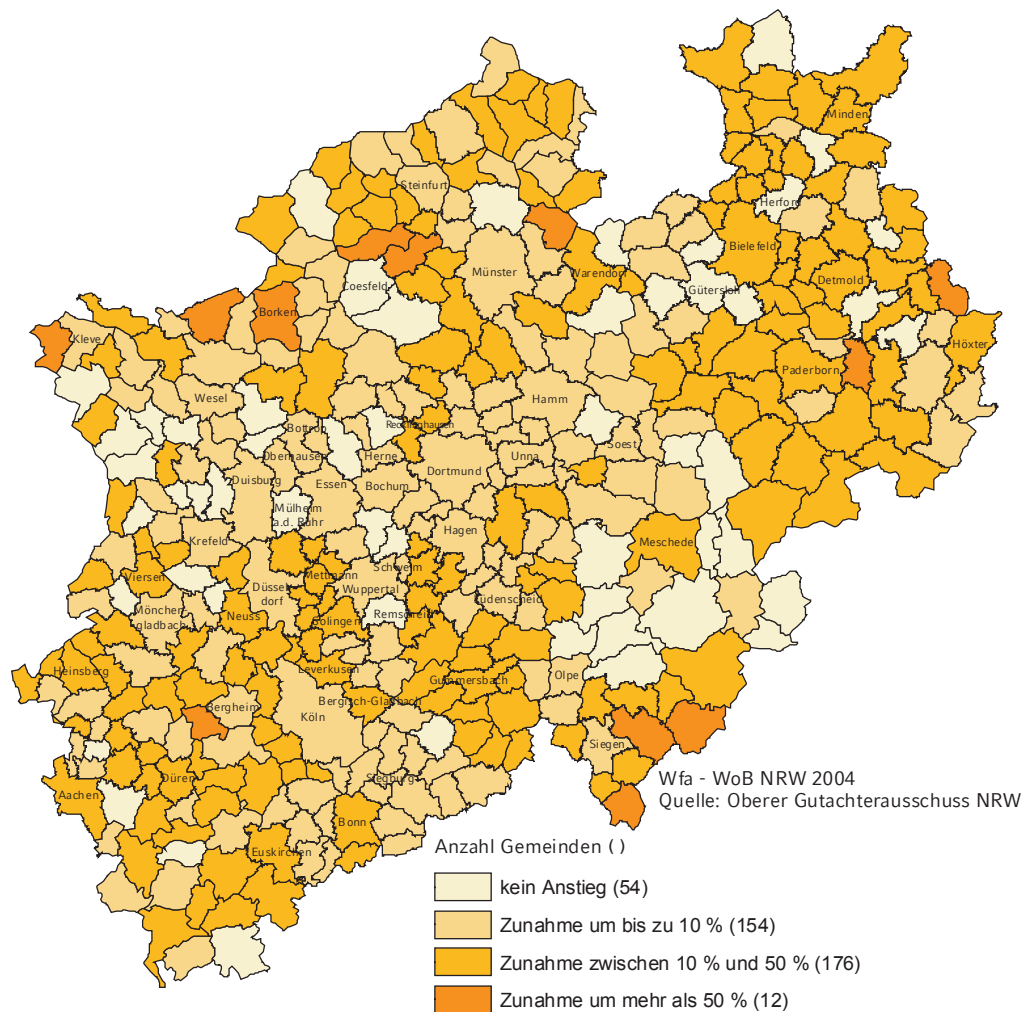 Minden
Steinfurt
Herford
Bielefeld
Münster
Warendorf
Detmold
Coesfeld
Gütersloh
Borken
Kleve
Höxter
Paderborn
Wesel
Hamm
Bottrop
Recklinghausen
Soest
Oberhausen
Herne
Unna
Duisburg
Dortmund
Essen
Bochum
Mülheim
a.d. Ruhr
Hagen
Krefeld
Meschede
Schwelm
Viersen
Mettmann
Wuppertal
Düssel
dorf
Lüdenscheid
Mönchen-
gladbach
Neuss
Solingen
Remscheid
Heinsberg
Leverkusen
Olpe
Gummersbach
Bergisch-Gladbach
Bergheim
Köln
Siegen
Düren
Siegburg
Aachen
Bonn
Euskirchen
Wfa - WoB NRW 2004
Quelle: Oberer Gutachterausschuss NRW
Anzahl Gemeinden ( )
kein Anstieg (54)
Zunahme um bis zu 10 % (154)
Zunahme zwischen 10 % und 50 % (176)
Zunahme um mehr als 50 % (12)